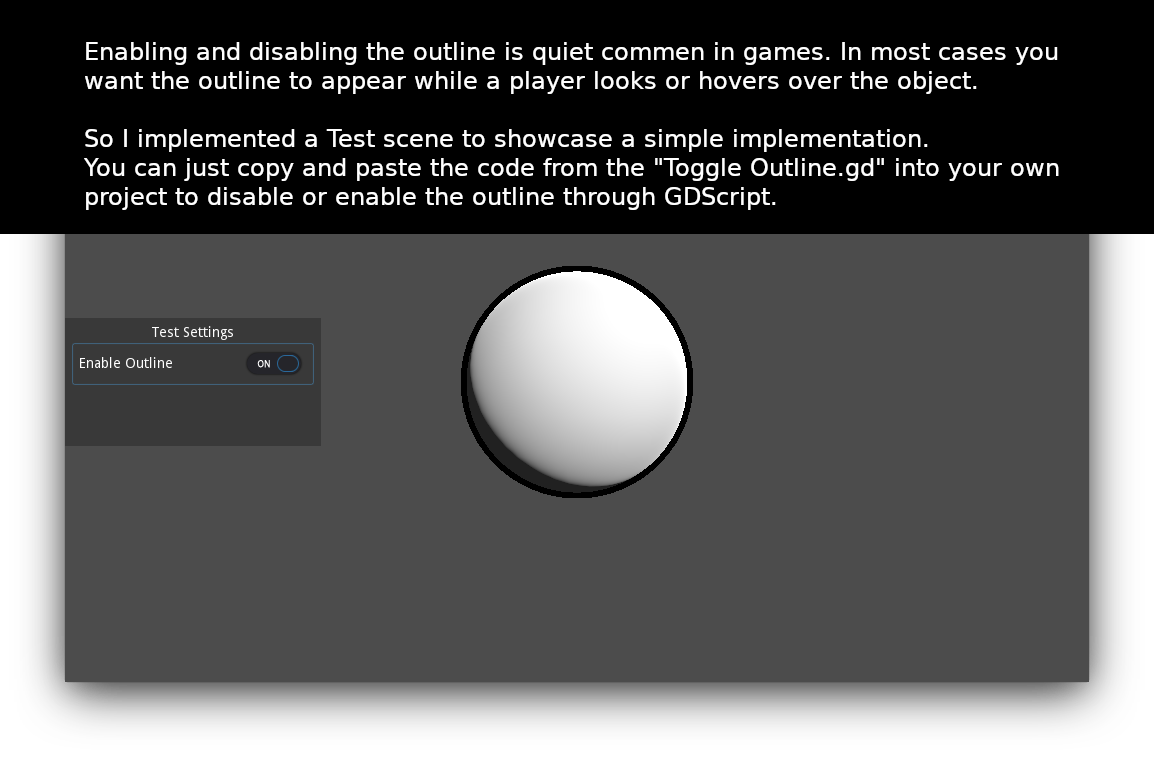 Enabling and disabling the outline is quiet commen in games. In most cases you
want the outline to appear while a player looks or hovers over the object.
So I implemented a Test scene to showcase a simple implementation.
You can just copy and paste the code from the "Toggle Outline.gd" into your own
project to disable or enable the outline through GDScript.
Test Settings
Enable Outline ON